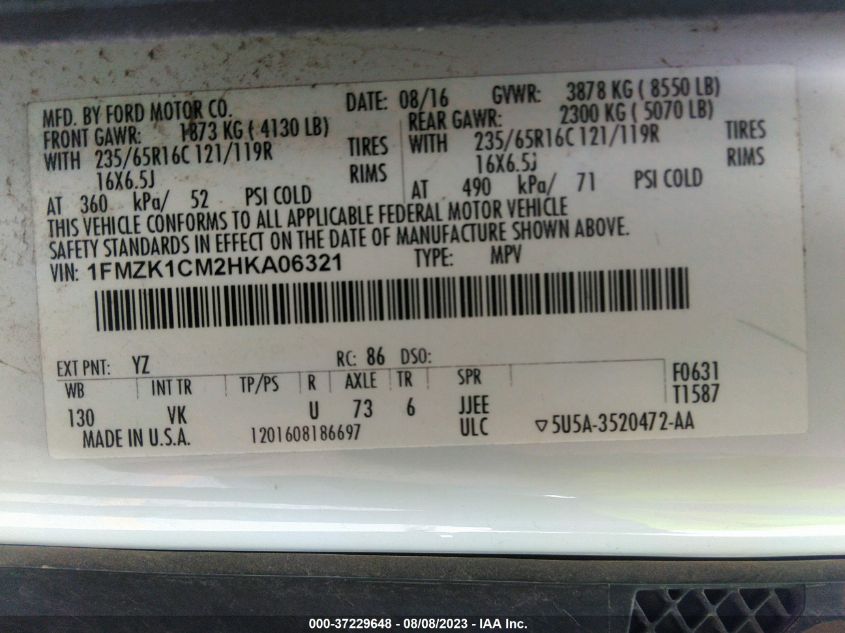 MFD. BY FORD MOTOR CO. DATE: 08/16 GVWR: 3878 KG ( 8550 LB)
FRONT GAWR: 1873 KG ( 4130 LB) REAR GAWR: 2300 KG ( 5070 LB)
WITH 235/65R16C 121/119R TIRES WITH 235/65R16C 121/119R TIRES
16X6.5J RIMS 16X6.5J RIMS
AT 360 kPa/ 52 PSI COLD AT 490 kPa/ 71 PSI COLD
THIS VEHICLE CONFORMS TO ALL APPLICABLE FEDERAL MOTOR VEHICLE
SAFETY STANDARDS IN EFFECT ON THE DATE OF MANUFACTURE SHOWN ABOVE.
VIN: 1FMZK1CM2HKA06321 TYPE: MPV
EXT PNT: YZ RC: 86 DSO:
WB INT TR TP/PS R AXLE TR SPR F0631
130 VK U 73 6 JJEE T1587
MADE IN U.S.A. 1201608186697 ULC ▽5U5A-3520472-AA
000-37229648 - 08/08/2023 - IAA Inc.